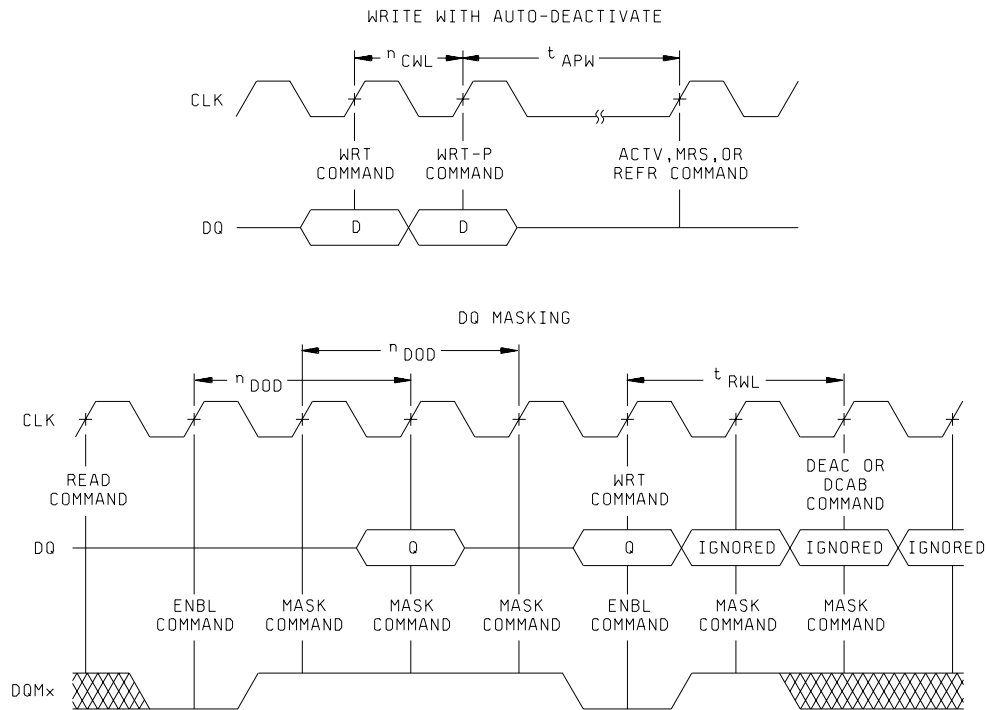 WRITE WITH AUTO-DEACTIVATE
n CWL
t APW
CLK
WRT COMMAND
WRT-P COMMAND
ACTV,MRS,OR REFR COMMAND
DQ
D
D
DQ MASKING
n DOD
n DOD
t RWL
CLK
READ COMMAND
WRT COMMAND
DEAC OR DCAB COMMAND
DQ
Q
Q
IGNORED
IGNORED
IGNORED
ENBL COMMAND
MASK COMMAND
MASK COMMAND
MASK COMMAND
ENBL COMMAND
MASK COMMAND
MASK COMMAND
DQMx